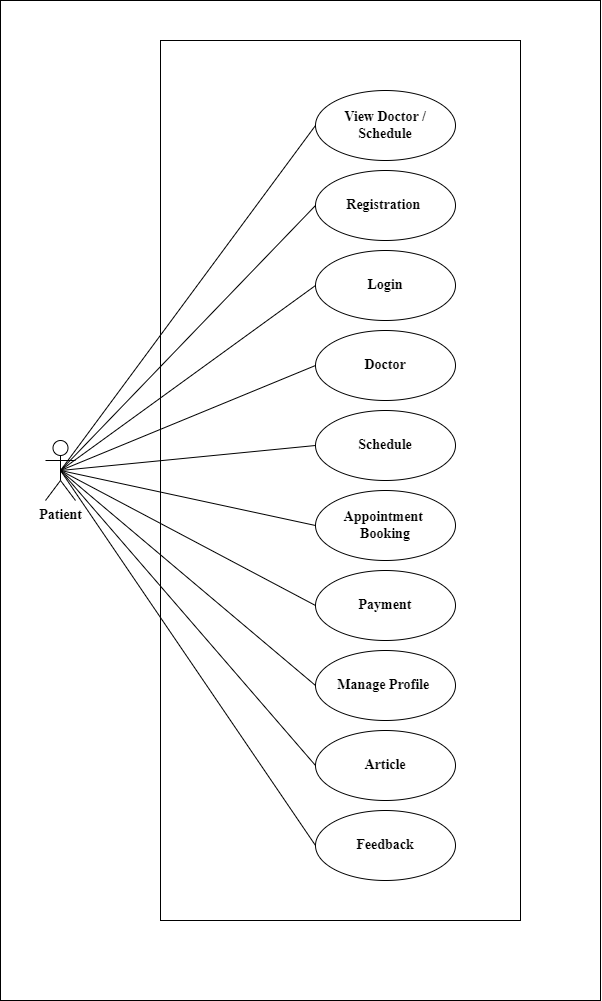 View Doctor /
Schedule
Registration
Login
Doctor
Schedule
Patient
Appointment
Booking
Payment
Manage Profile
Article
Feedback